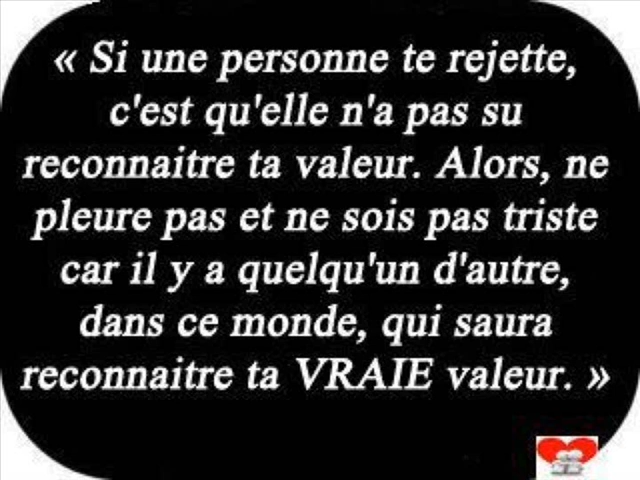 « Si une personne te rejette,
c'est qu'elle n'a pas su
reconnaitre ta valeur. Alors, ne
pleure pas et ne sois pas triste
car il y a quelqu'un d'autre,
dans ce monde, qui saura
reconnaitre ta VRAIE valeur. »